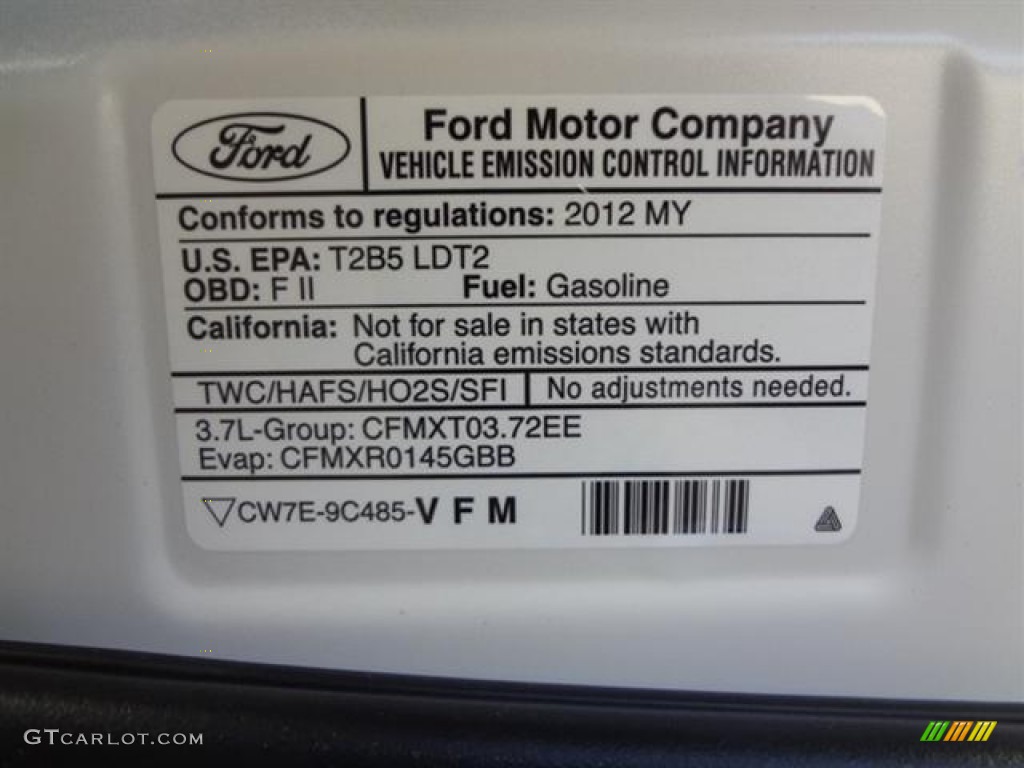 Ford
Ford Motor Company
VEHICLE EMISSION CONTROL INFORMATION
Conforms to regulations: 2012 MY
U.S. EPA: T2B5 LDT2
OBD: F II Fuel: Gasoline
California: Not for sale in states with
California emissions standards.
TWC/HAFS/HO2S/SFI No adjustments needed.
3.7L-Group: CFMXT03.72EE
Evap: CFMXR0145GBB
CW7E-9C485-V F M
GTCARLOT.COM